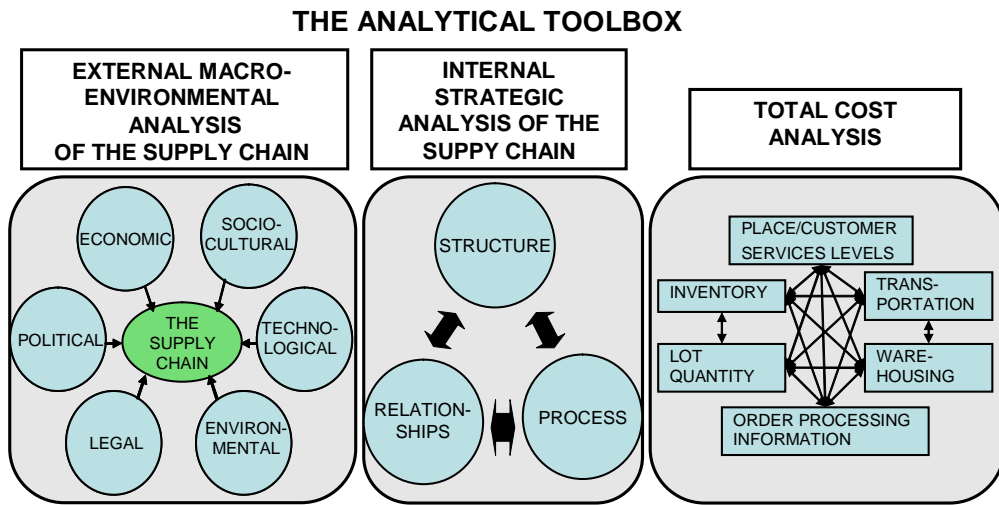 THE ANALYTICAL TOOLBOX
EXTERNAL MACRO-
ENVIRONMENTAL
ANALYSIS
OF THE SUPPLY CHAIN
INTERNAL
STRATEGIC
ANALYSIS OF THE
SUPPY CHAIN
TOTAL COST
ANALYSIS
ECONOMIC
SOCIO-
CULTURAL
POLITICAL
THE
SUPPLY
CHAIN
TECHNO-
LOGICAL
LEGAL
ENVIRON-
MENTAL
STRUCTURE
RELATION-
SHIPS
PROCESS
PLACE/CUSTOMER
SERVICES LEVELS
INVENTORY
TRANS-
PORTATION
LOT
QUANTITY
WARE-
HOUSING
ORDER PROCESSING
INFORMATION